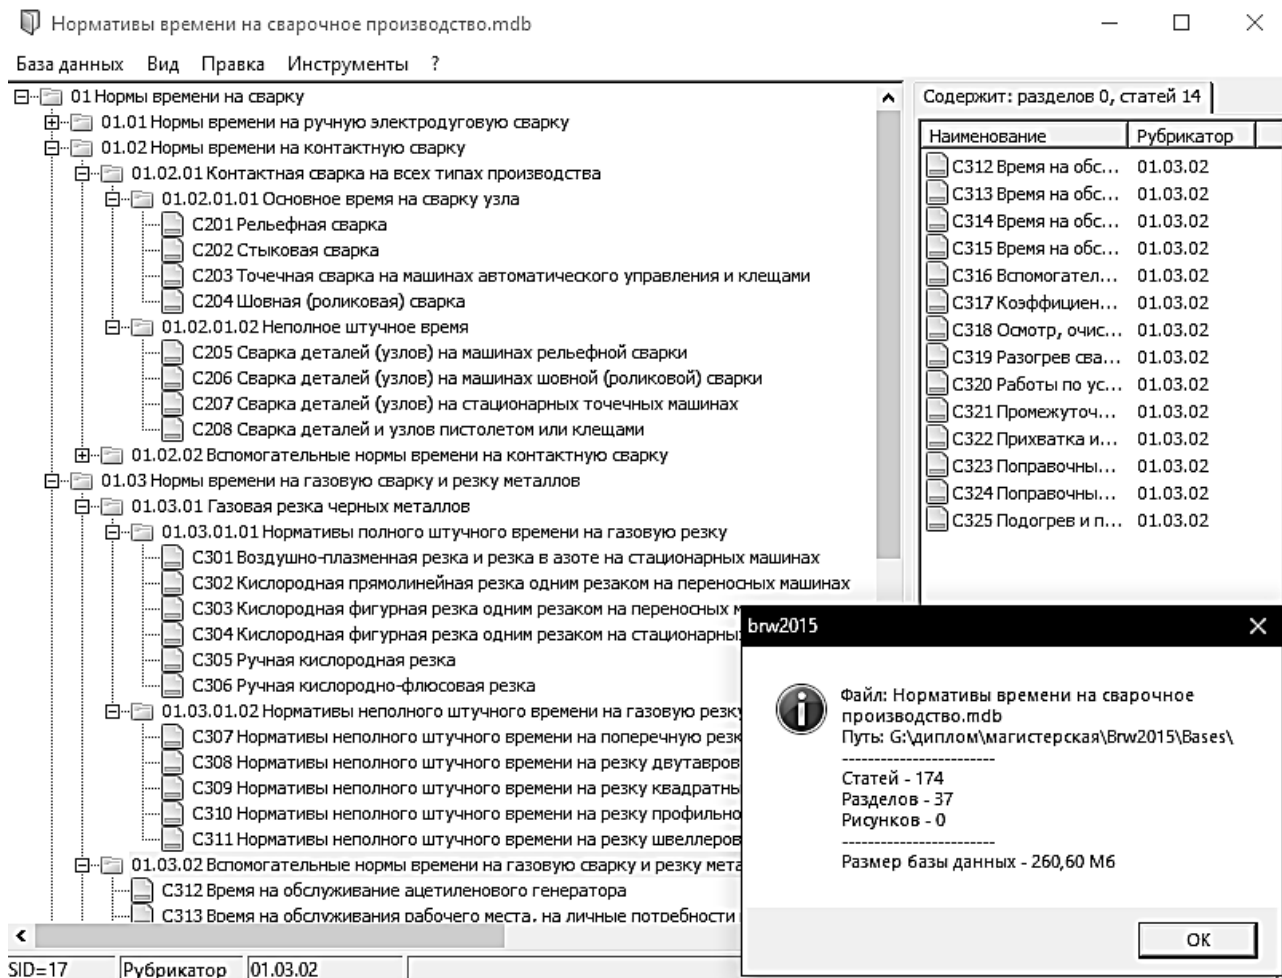 Нормативы времени на сварочное производство.mdb
База данных Вид Правка Инструменты ?
01 Нормы времени на сварку
01.01 Нормы времени на ручную электродуговую сварку
01.02 Нормы времени на контактную сварку
01.02.01 Контактная сварка на всех типах производства
01.02.01.01 Основное время на сварку узла
С201 Рельефная сварка
С202 Стыковая сварка
С203 Точечная сварка на машинах автоматического управления и клещами
С204 Шовная (роликовая) сварка
01.02.01.02 Неполное штучное время
С205 Сварка деталей (узлов) на машинах рельефной сварки
С206 Сварка деталей (узлов) на машинах шовной (роликовой) сварки
С207 Сварка деталей (узлов) на стационарных точечных машинах
С208 Сварка деталей и узлов пистолетом или клещами
01.02.02 Вспомогательные нормы времени на контактную сварку
01.03 Нормы времени на газовую сварку и резку металлов
01.03.01 Газовая резка черных металлов
01.03.01.01 Нормативы полного штучного времени на газовую резку
С301 Воздушно-плазменная резка и резка в азоте на стационарных машинах
С302 Кислородная прямолинейная резка одним резаком на переносных машинах
С303 Кислородная фигурная резка одним резаком на переносных м
С304 Кислородная фигурная резка одним резаком на стационарны
С305 Ручная кислородная резка
С306 Ручная кислородно-флюсовая резка
01.03.01.02 Нормативы неполного штучного времени на газовую резку
С307 Нормативы неполного штучного времени на поперечную резк
С308 Нормативы неполного штучного времени на резку двутавров
С309 Нормативы неполного штучного времени на резку квадратны
С310 Нормативы неполного штучного времени на резку профильно
С311 Нормативы неполного штучного времени на резку швеллеров
01.03.02 Вспомогательные нормы времени на газовую сварку и резку мета
С312 Время на обслуживание ацетиленового генератора
С313 Время на обслуживания рабочего места, на личные потребности
SID=17 Рубрикатор 01.03.02
Содержит: разделов 0, статей 14
Наименование Рубрикатор
С312 Время на обс... 01.03.02
С313 Время на обс... 01.03.02
С314 Время на обс... 01.03.02
С315 Время на обс... 01.03.02
С316 Вспомогател... 01.03.02
С317 Коэффициен... 01.03.02
С318 Осмотр, очис... 01.03.02
С319 Разогрев сва... 01.03.02
С320 Работы по ус... 01.03.02
С321 Промежуточ... 01.03.02
С322 Прихватка и... 01.03.02
С323 Поправочны... 01.03.02
С324 Поправочны... 01.03.02
С325 Подогрев и п... 01.03.02
brw2015
Файл: Нормативы времени на сварочное
производство.mdb
Путь: G:\диплом\магистерская\Brw2015\Bases\
------------------------
Статей - 174
Разделов - 37
Рисунков - 0
------------------------
Размер базы данных - 260,60 Мб
ОК